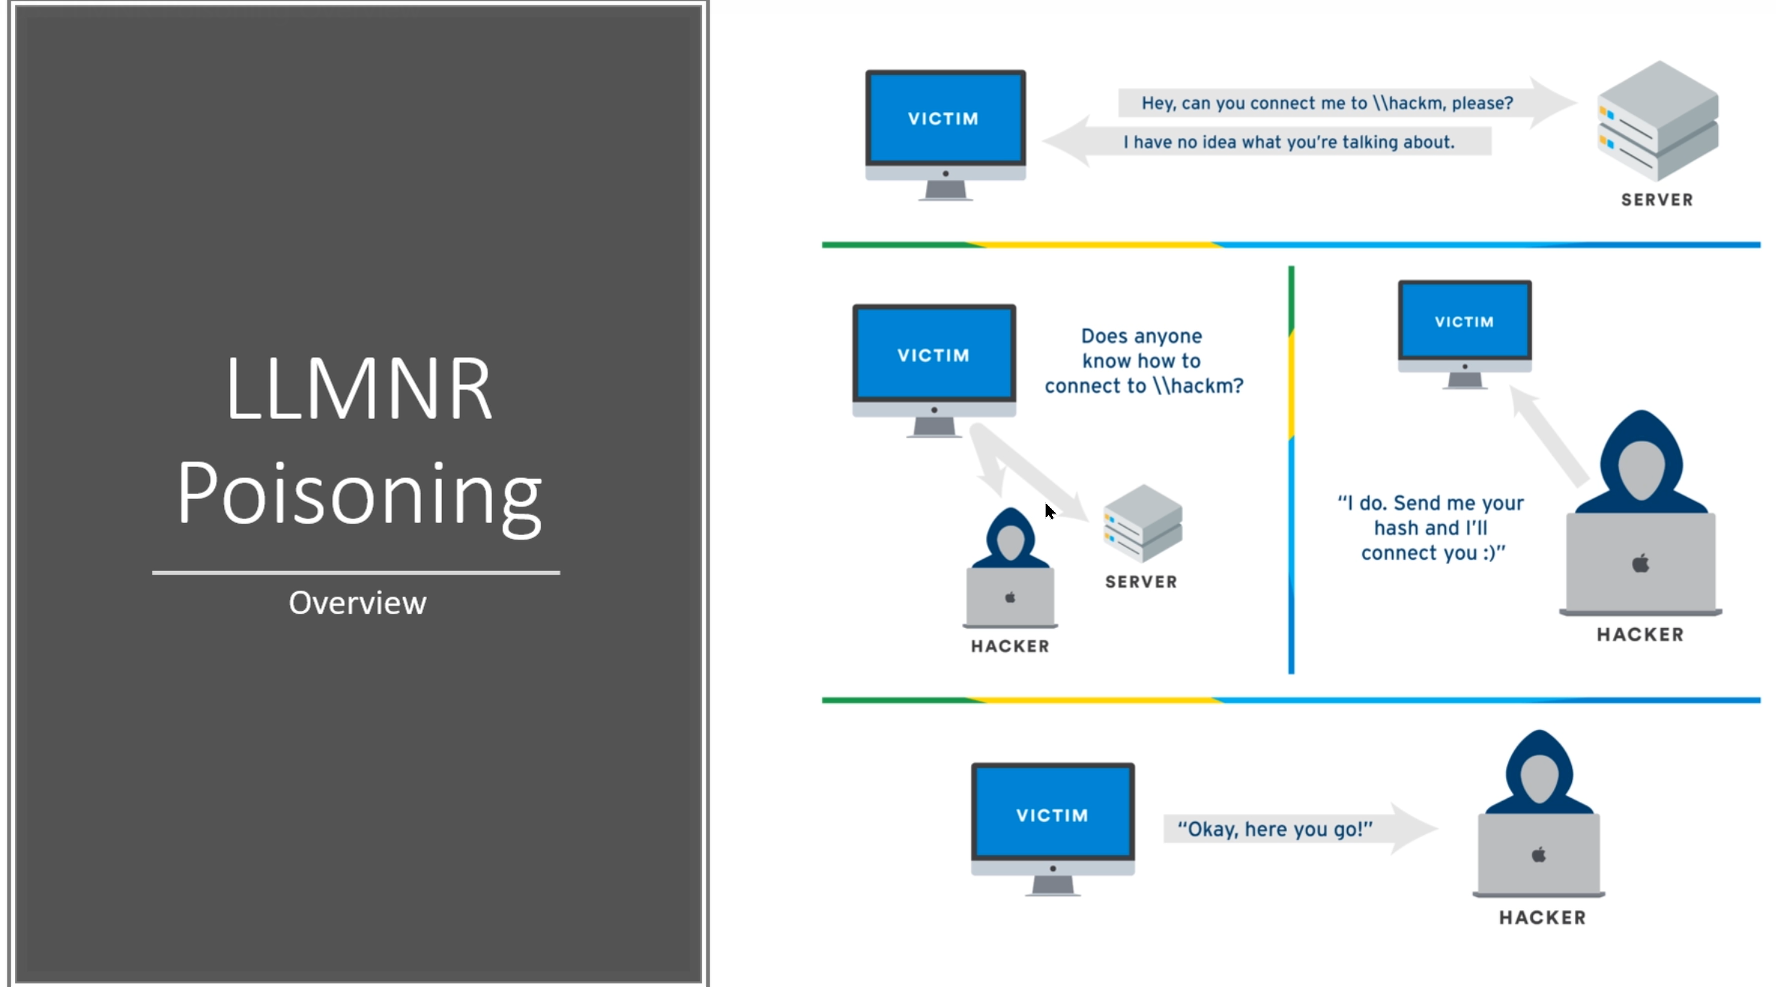 LLMNR
Poisoning
Overview
VICTIM
Hey, can you connect me to \\hackm, please?
I have no idea what you’re talking about.
SERVER
VICTIM
Does anyone
know how to
connect to \\hackm?
HACKER
SERVER
VICTIM
“I do. Send me your
hash and I’ll
connect you :)”
HACKER
VICTIM
“Okay, here you go!”
HACKER